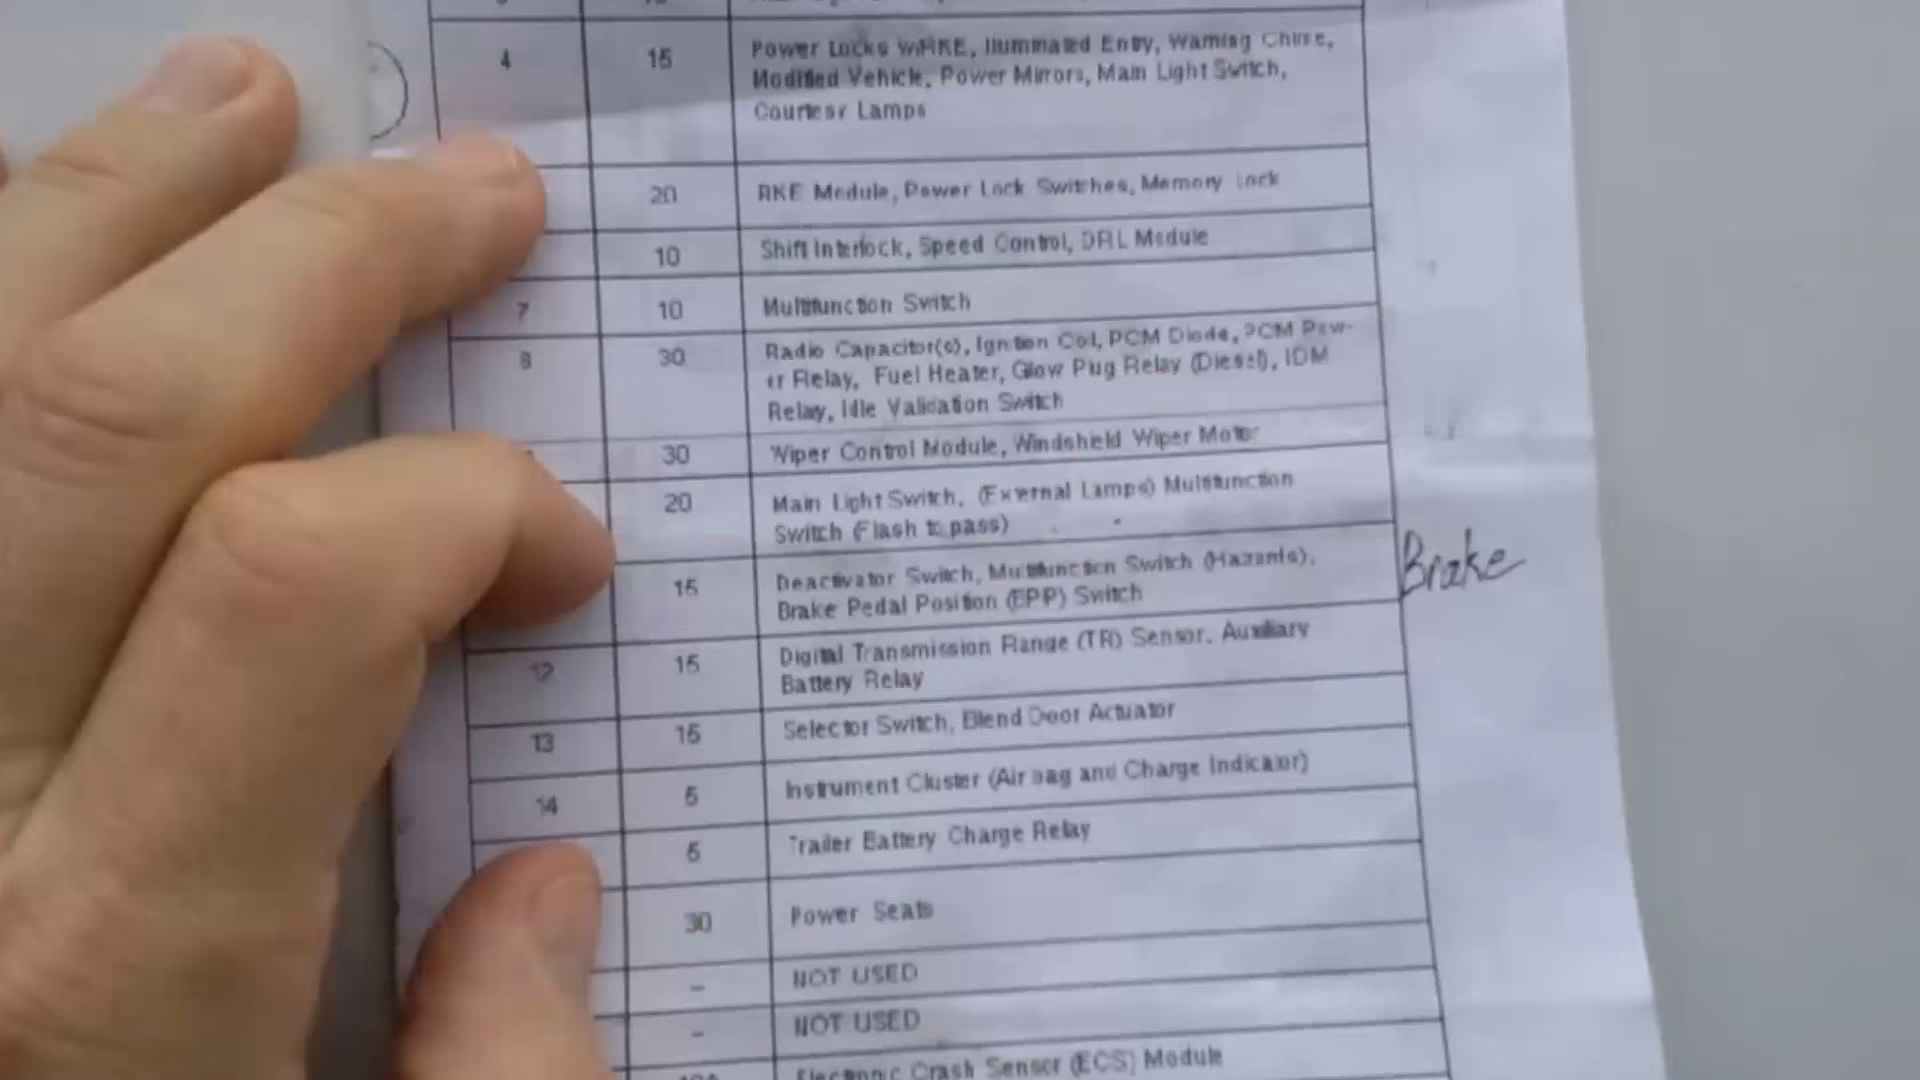 4 15 Power Locks w/RKE, Illuminated Entry, Warning Chime,
Modified Vehicle, Power Mirrors, Main Light Switch,
Courtesy Lamps
20 RKE Module, Power Lock Switches, Memory Lock
10 Shift Interlock, Speed Control, DRL Module
7 10 Multifunction Switch
8 30 Radio Capacitor(s), Ignition Coil, PCM Diode, PCM Pow-
er Relay, Fuel Heater, Glow Plug Relay (Diesel), IDM
Relay, Idle Validation Switch
30 Wiper Control Module, Windshield Wiper Motor
20 Main Light Switch, (External Lamps) Multifunction
Switch (Flash to pass)
15 Deactivator Switch, Multifunction Switch (Hazards),
Brake Pedal Position (BPP) Switch
Brake
12 15 Digital Transmission Range (TR) Sensor, Auxiliary
Battery Relay
13 15 Selector Switch, Blend Door Actuator
14 5 Instrument Cluster (Air bag and Charge Indicator)
5 Trailer Battery Charge Relay
30 Power Seats
– NOT USED
– NOT USED
Electronic Crash Sensor (ECS) Module